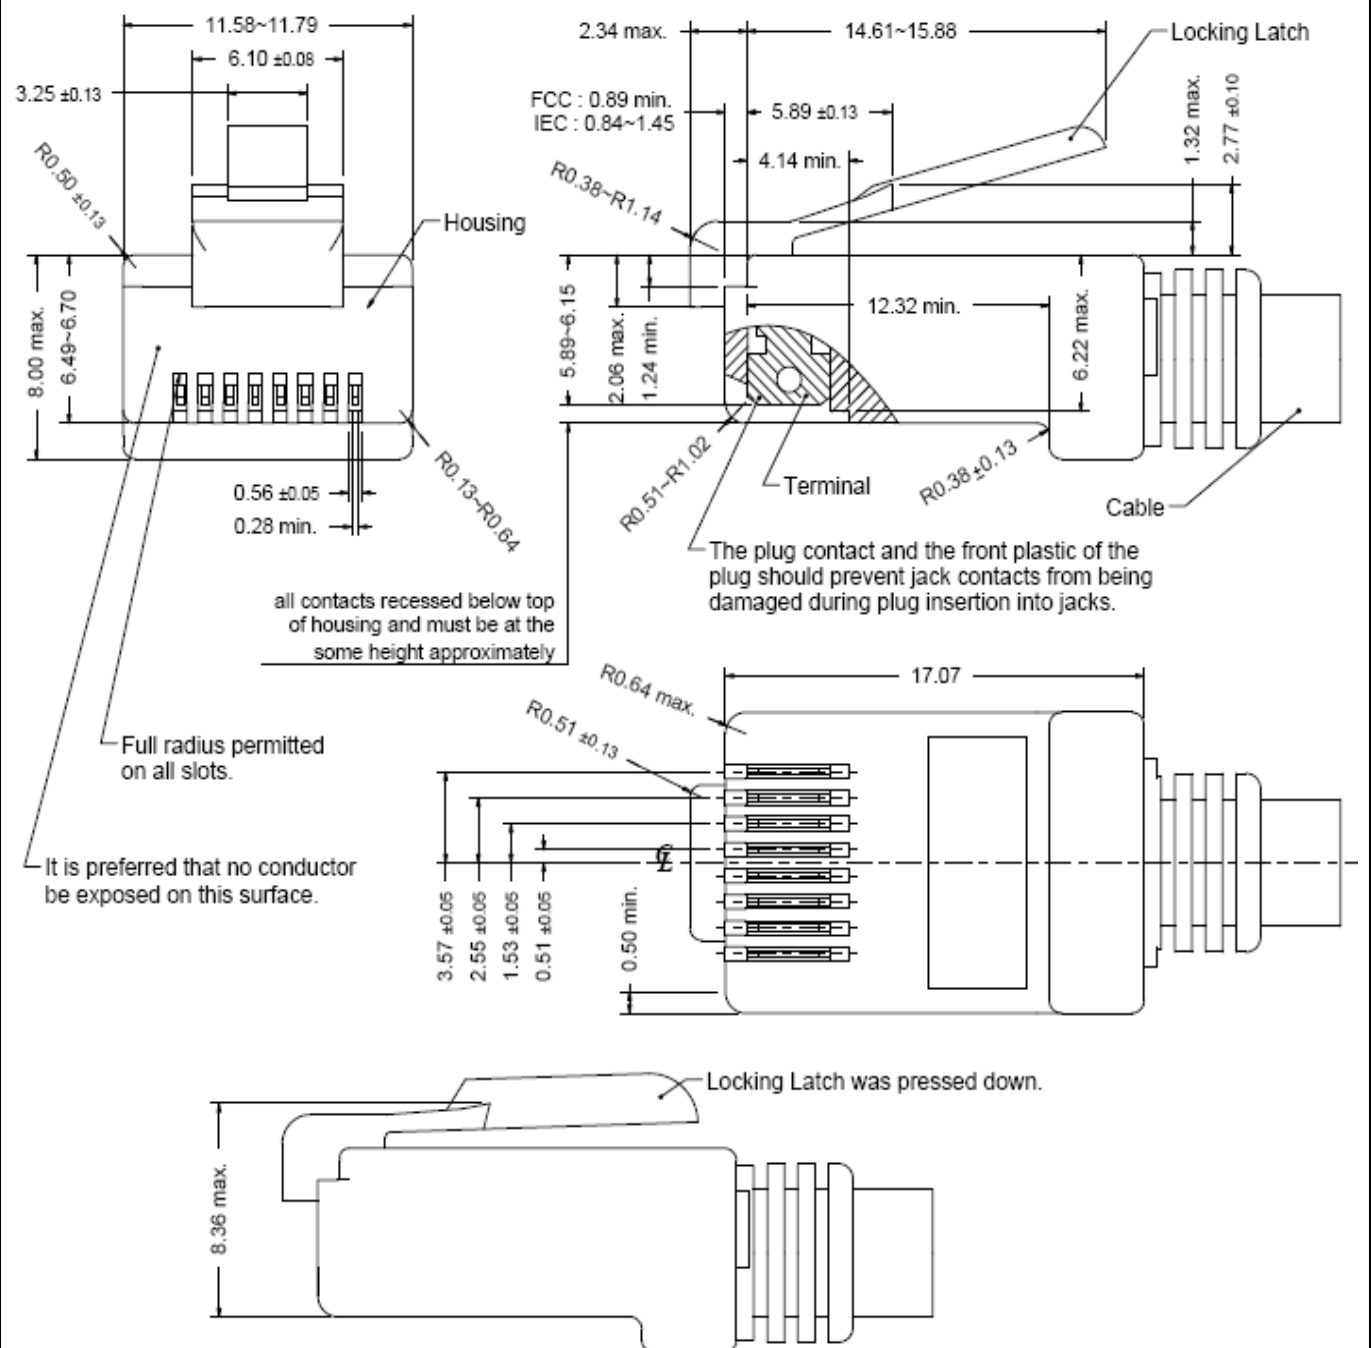 11.58~11.79
6.10 ±0.08
3.25 ±0.13
R0.50 ±0.13
Housing
8.00 max.
6.49~6.70
0.56 ±0.05
0.28 min.
R0.13~R0.64
2.34 max.
14.61~15.88
Locking Latch
FCC : 0.89 min.
IEC : 0.84~1.45
5.89 ±0.13
4.14 min.
1.32 max.
2.77 ±0.10
R0.38~R1.14
5.89~6.15
2.06 max.
1.24 min.
12.32 min.
6.22 max.
R0.51~R1.02
Terminal
R0.38±0.13
Cable
The plug contact and the front plastic of the
plug should prevent jack contacts from being
damaged during plug insertion into jacks.
all contacts recessed below top
of housing and must be at the
some height approximately
Full radius permitted
on all slots.
It is preferred that no conductor
be exposed on this surface.
R0.64 max.
R0.51 ±0.13
17.07
℄
3.57 ±0.05
2.55 ±0.05
1.53 ±0.05
0.51 ±0.05
0.50 min.
Locking Latch was pressed down.
8.36 max.